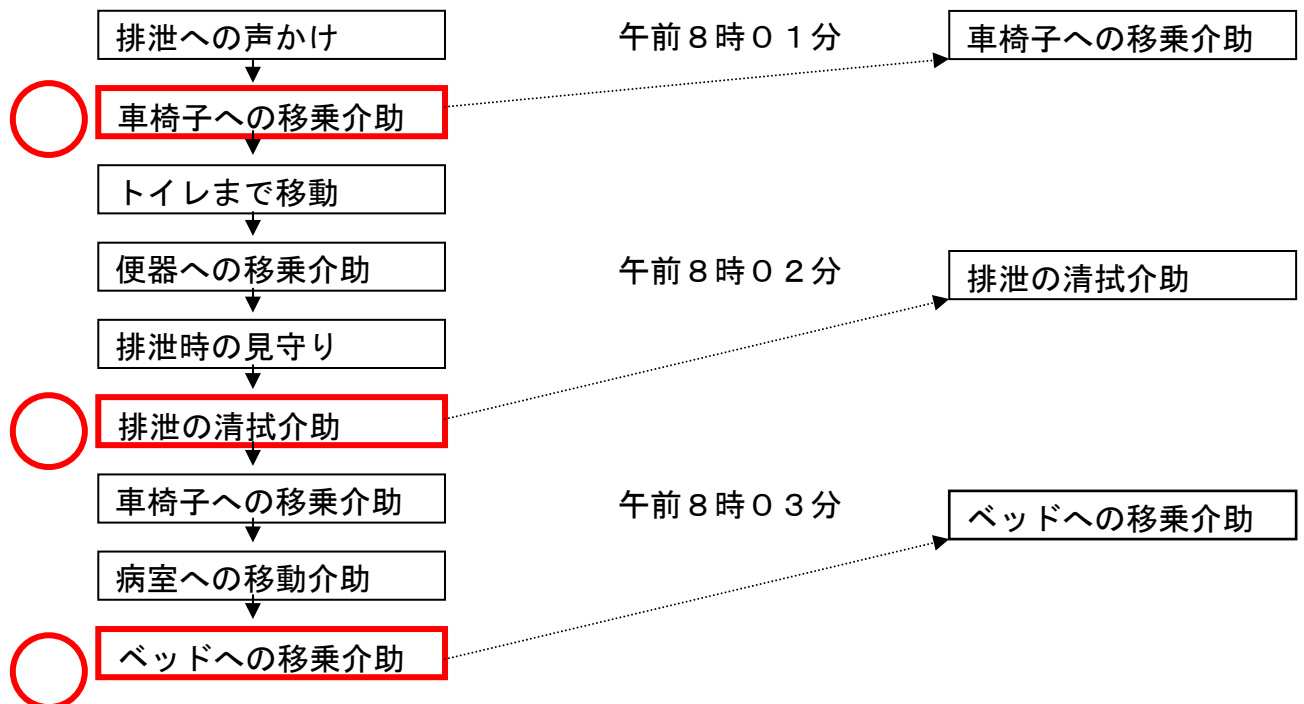 排泄への声かけ
午前８時０１分
車椅子への移乗介助
車椅子への移乗介助
トイレまで移動
便器への移乗介助
午前８時０２分
排泄の清拭介助
排泄時の見守り
排泄の清拭介助
車椅子への移乗介助
午前８時０３分
ベッドへの移乗介助
病室への移動介助
ベッドへの移乗介助